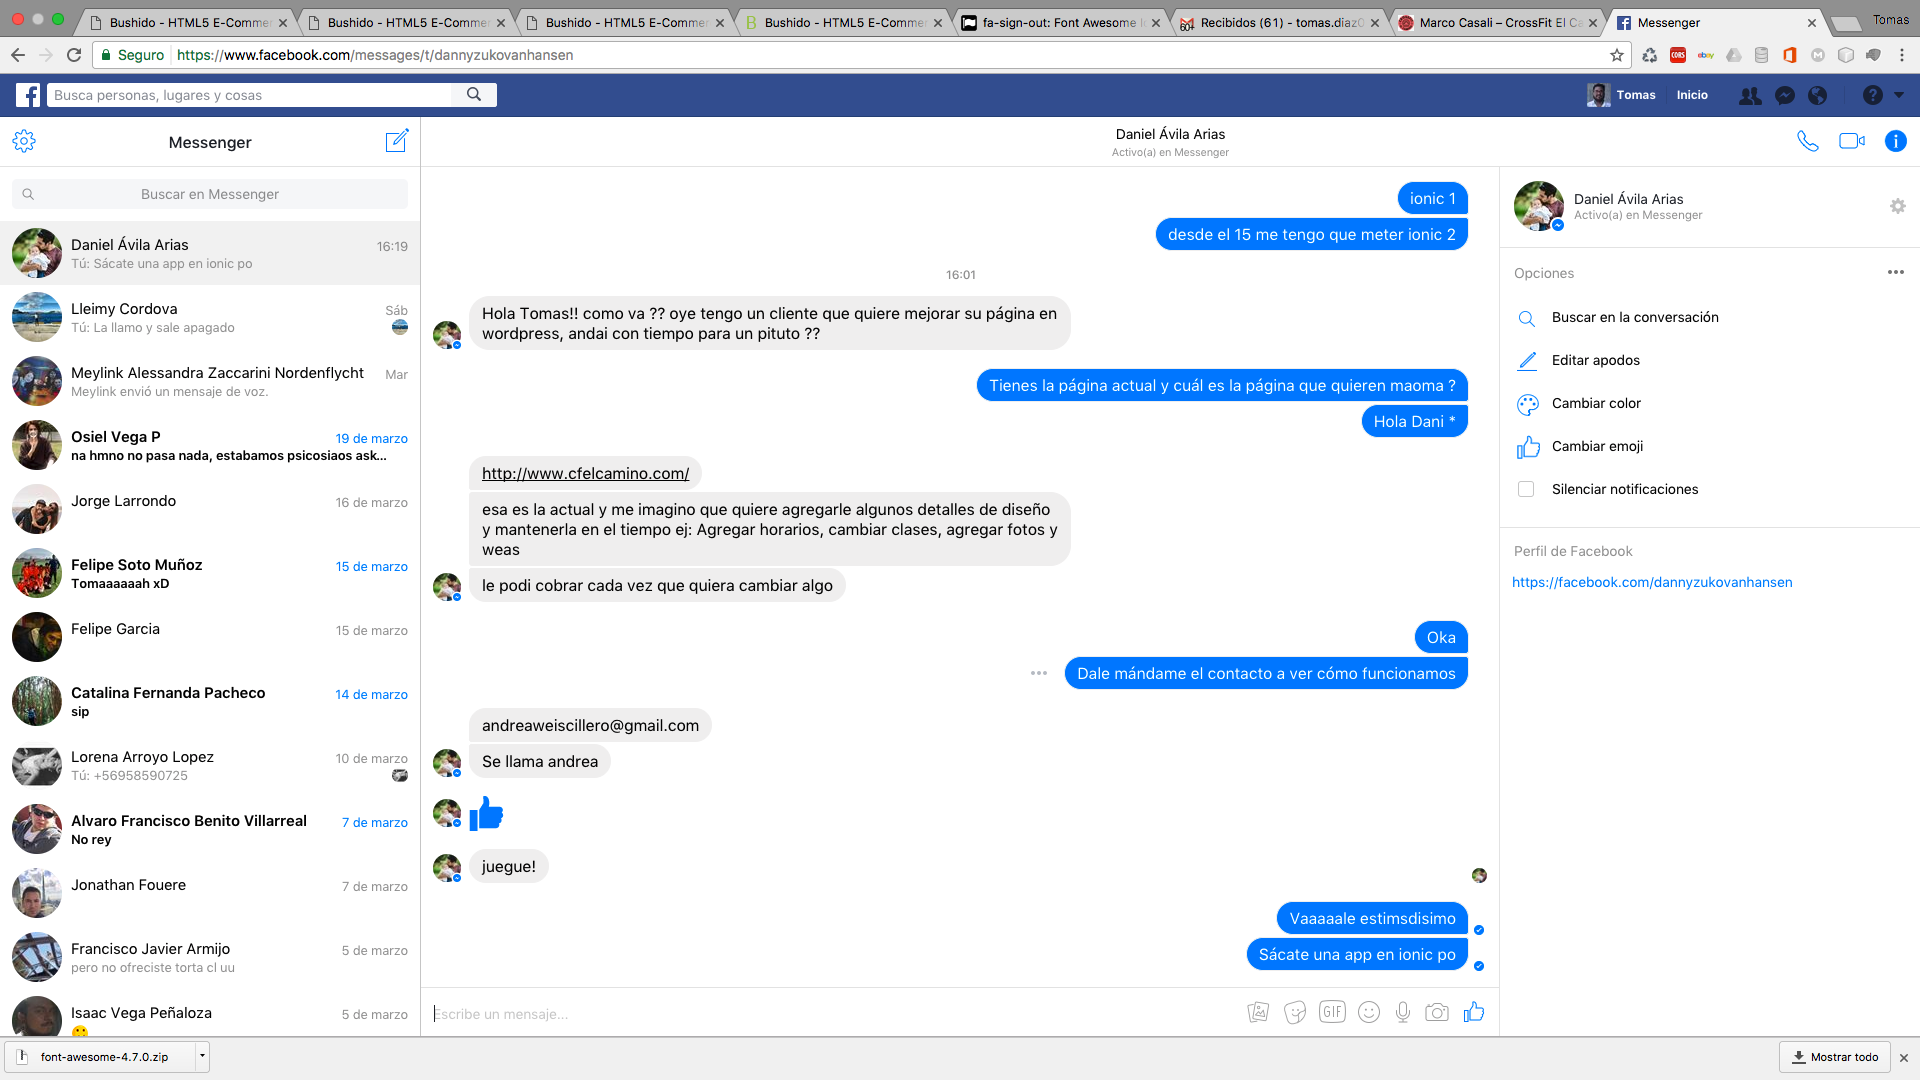 Bushido - HTML5 E-Commer
Bushido - HTML5 E-Commer
Bushido - HTML5 E-Commer
Bushido - HTML5 E-Commer
fa-sign-out: Font Awesome
Recibidos (61) - tomas.diaz
Marco Casali – CrossFit El Ca
Messenger
Tomas
Seguro
https://www.facebook.com/messages/t/dannyzukovanhansen
CORS
ebay
Busca personas, lugares y cosas
Tomas
Inicio
Messenger
Buscar en Messenger
Daniel Ávila Arias
16:19
Tú: Sácate una app en ionic po
Lleimy Cordova
Sáb
Tú: La llamo y sale apagado
Meylink Alessandra Zaccarini Nordenflycht
Mar
Meylink envió un mensaje de voz.
Osiel Vega P
19 de marzo
na hmno no pasa nada, estabamos psicosiaos ask...
Jorge Larrondo
16 de marzo
Felipe Soto Muñoz
15 de marzo
Tomaaaaaah xD
Felipe Garcia
15 de marzo
Catalina Fernanda Pacheco
14 de marzo
sip
Lorena Arroyo Lopez
10 de marzo
Tú: +56958590725
Alvaro Francisco Benito Villarreal
7 de marzo
No rey
Jonathan Fouere
7 de marzo
Francisco Javier Armijo
5 de marzo
pero no ofreciste torta cl uu
Isaac Vega Peñaloza
5 de marzo
Daniel Ávila Arias
Activo(a) en Messenger
ionic 1
desde el 15 me tengo que meter ionic 2
16:01
Hola Tomas!! como va ?? oye tengo un cliente que quiere mejorar su página en
wordpress, andai con tiempo para un pituto ??
Tienes la página actual y cuál es la página que quieren maoma ?
Hola Dani *
http://www.cfelcamino.com/
esa es la actual y me imagino que quiere agregarle algunos detalles de diseño
y mantenerla en el tiempo ej: Agregar horarios, cambiar clases, agregar fotos y
weas
le podi cobrar cada vez que quiera cambiar algo
Oka
Dale mándame el contacto a ver cómo funcionamos
andreaweiscillero@gmail.com
Se llama andrea
juegue!
Vaaaaale estimsdisimo
Sácate una app en ionic po
Escribe un mensaje...
GIF
Daniel Ávila Arias
Activo(a) en Messenger
Opciones
Buscar en la conversación
Editar apodos
Cambiar color
Cambiar emoji
Silenciar notificaciones
Perfil de Facebook
https://facebook.com/dannyzukovanhansen
font-awesome-4.7.0.zip
Mostrar todo